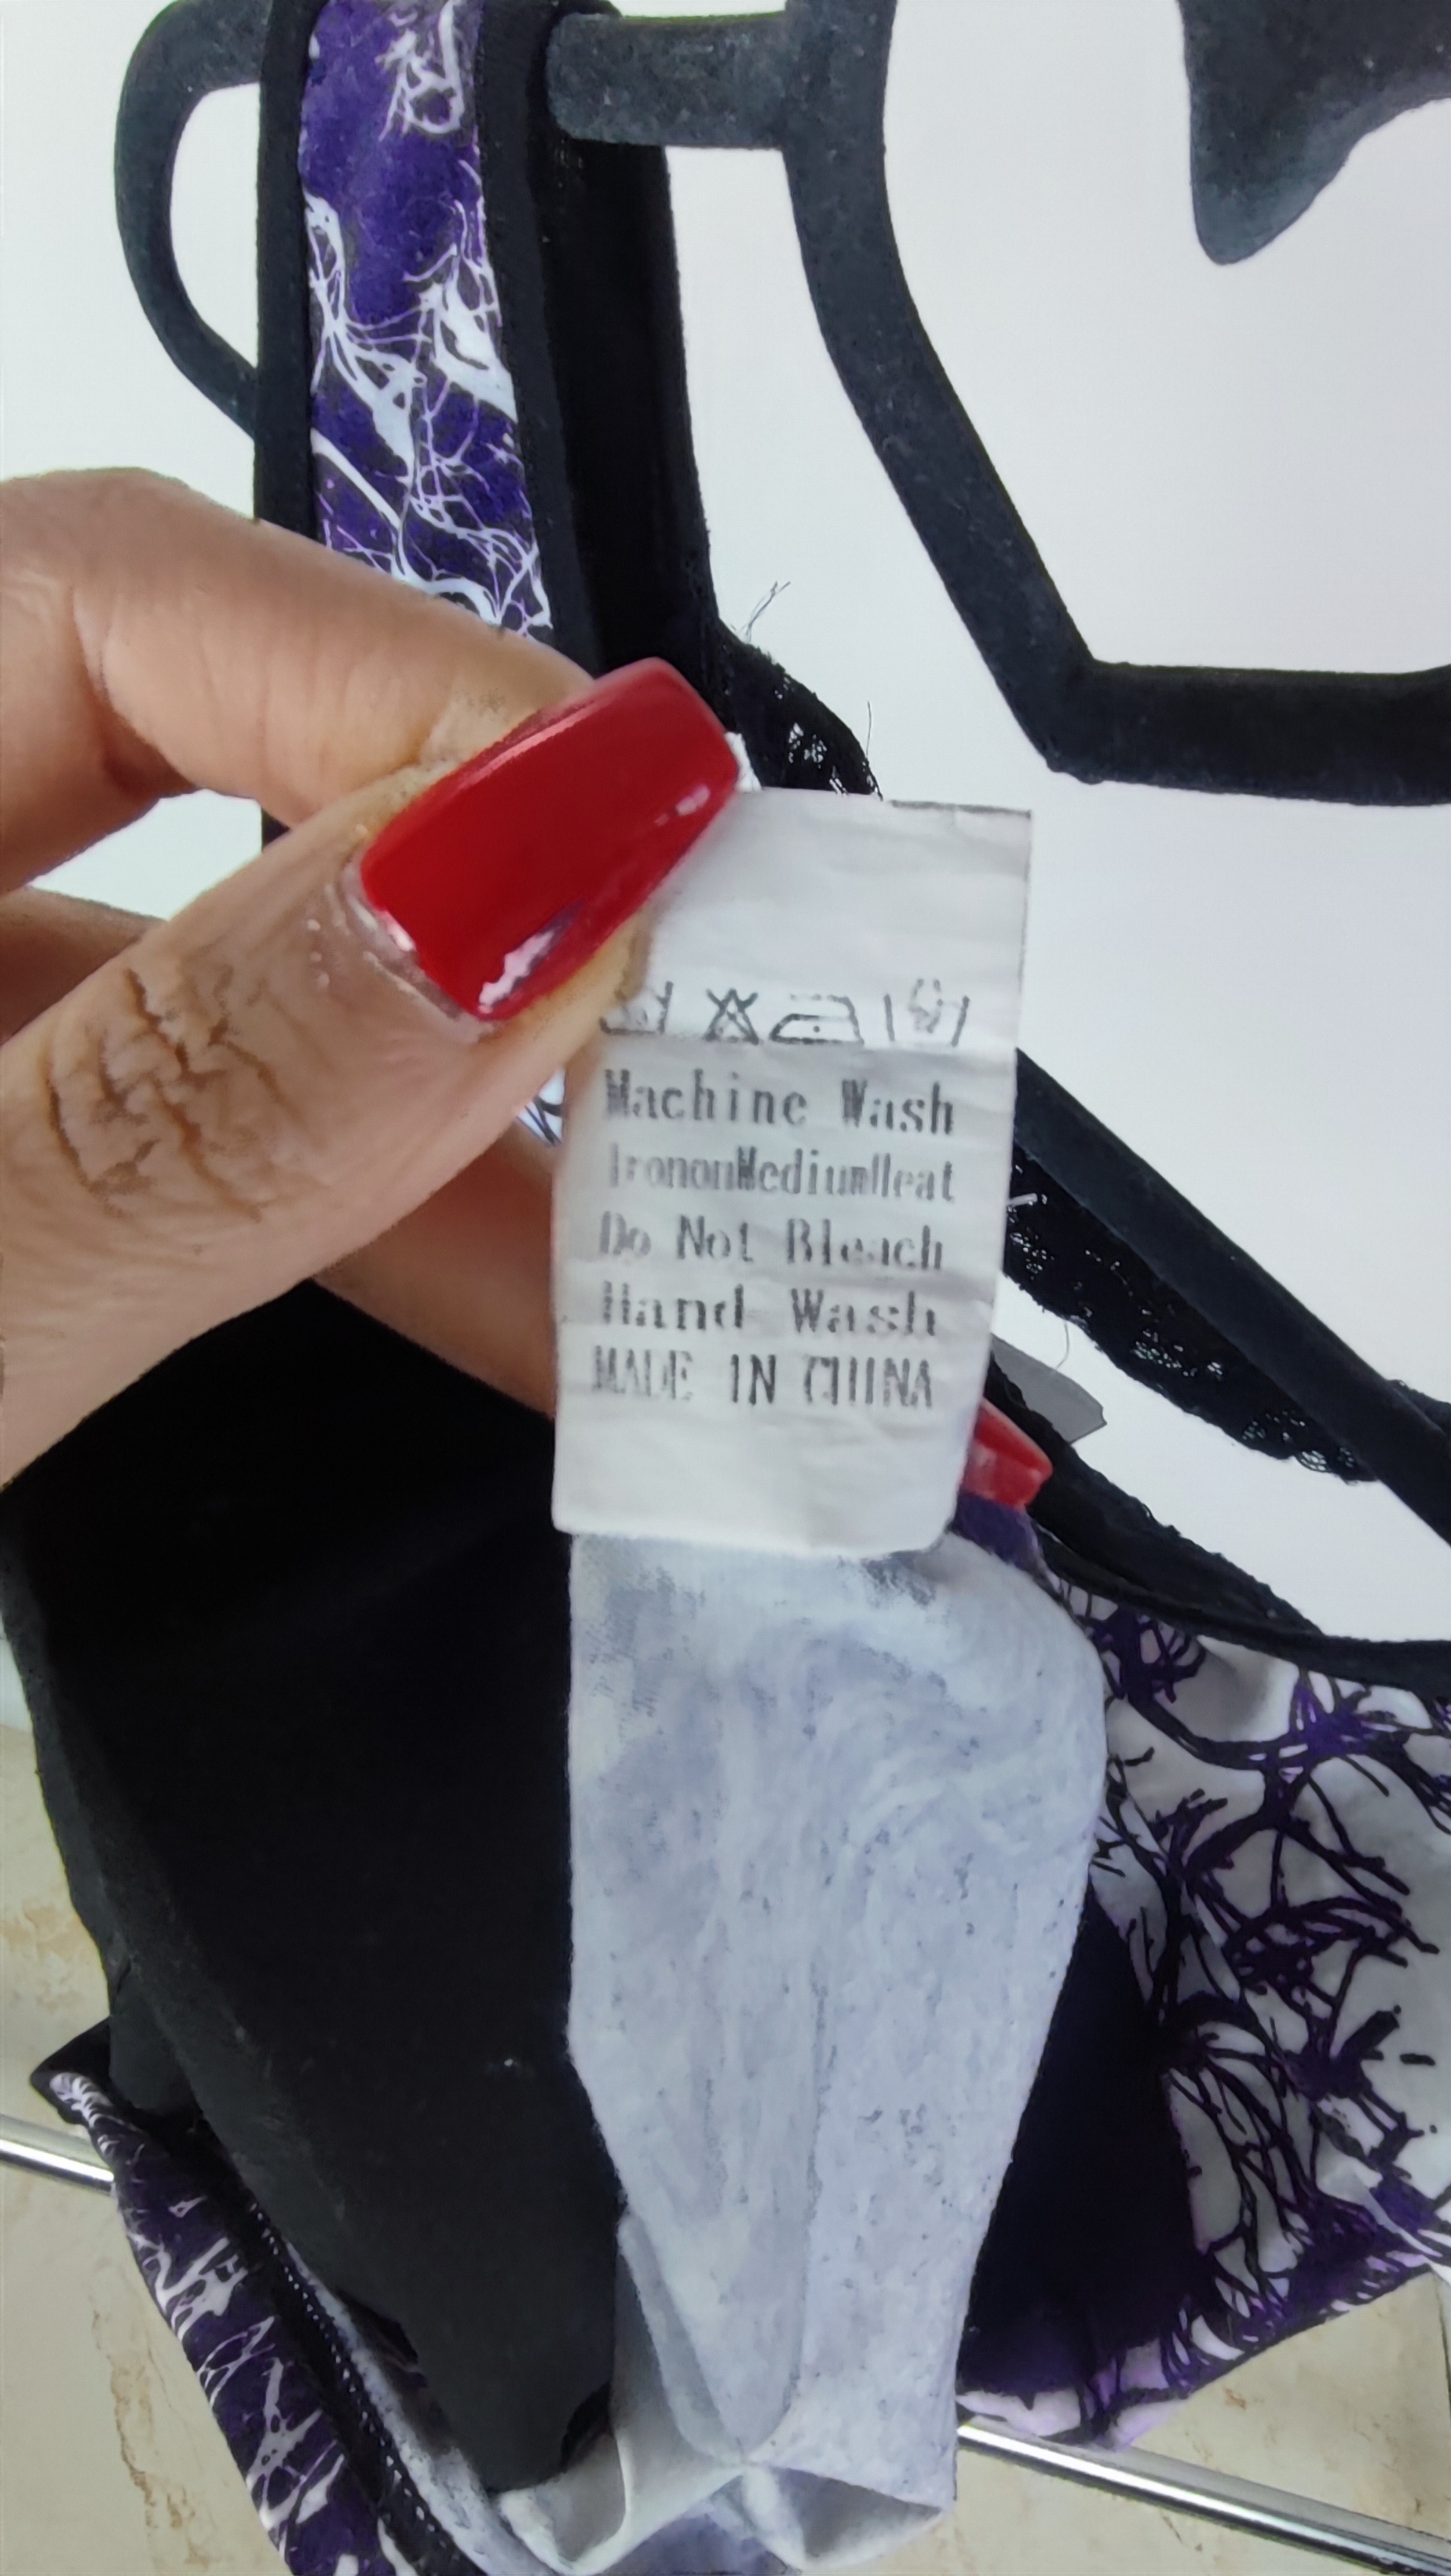 Machine Wash
IrononMediumHeat
Do Not Bleach
Hand Wash
MADE IN CHINA